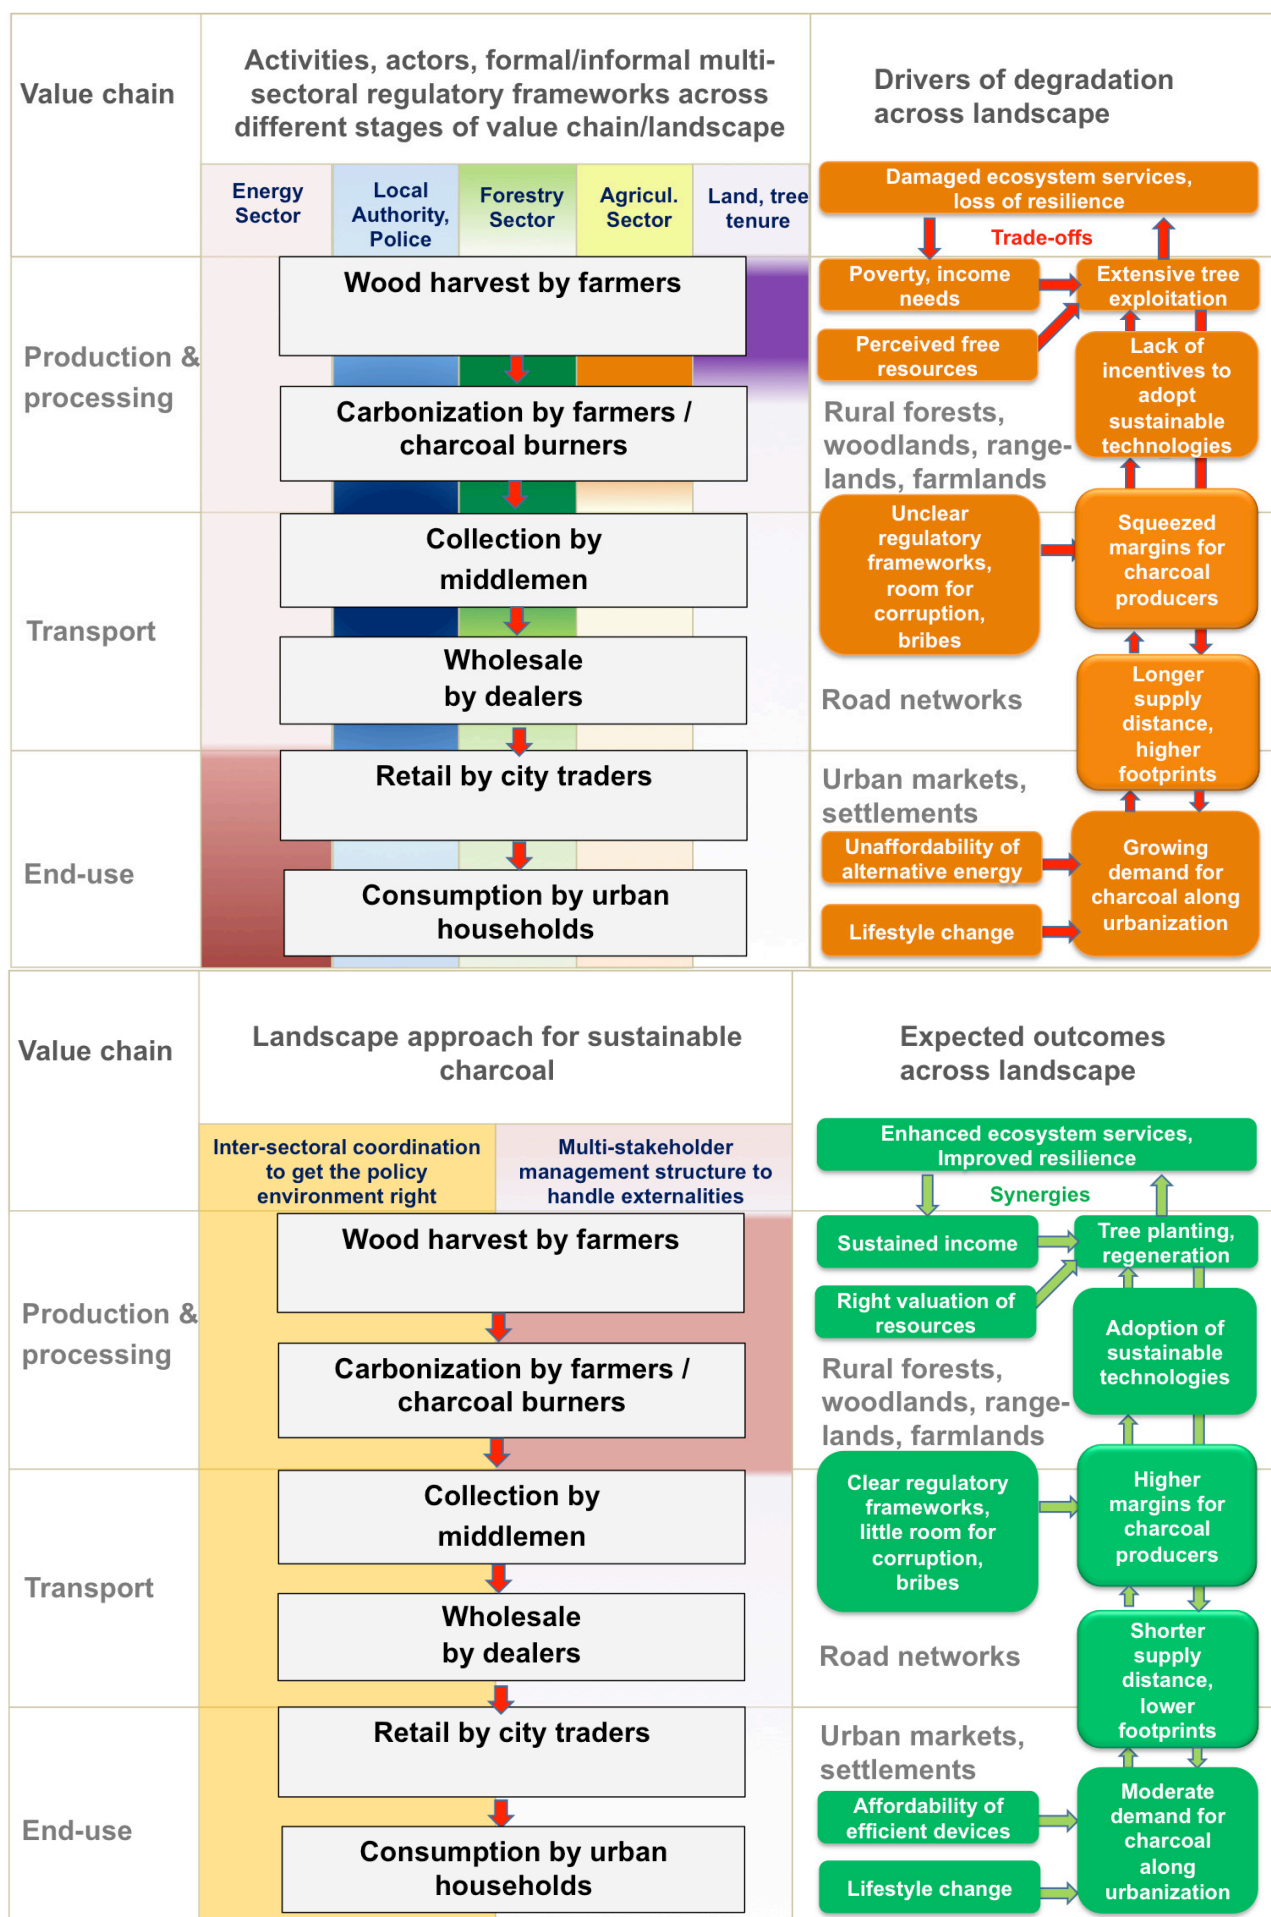 Value chain
Activities, actors, formal/informal multi-
sectoral regulatory frameworks across
different stages of value chain/landscape
Drivers of degradation
across landscape
Energy
Sector
Local
Authority,
Police
Forestry
Sector
Agricul.
Sector
Land, tree
tenure
Damaged ecosystem services,
loss of resilience
Trade-offs
Production &
processing
Wood harvest by farmers
Carbonization by farmers /
charcoal burners
Poverty, income
needs
Extensive tree
exploitation
Perceived free
resources
Lack of
incentives to
adopt
sustainable
technologies
Rural forests,
woodlands, range-
lands, farmlands
Transport
Collection by
middlemen
Wholesale
by dealers
Unclear
regulatory
frameworks,
room for
corruption,
bribes
Squeezed
margins for
charcoal
producers
Road networks
Longer
supply
distance,
higher
footprints
End-use
Retail by city traders
Consumption by urban
households
Urban markets,
settlements
Unaffordability of
alternative energy
Lifestyle change
Growing
demand for
charcoal along
urbanization
Value chain
Landscape approach for sustainable
charcoal
Expected outcomes
across landscape
Inter-sectoral coordination
to get the policy
environment right
Multi-stakeholder
management structure to
handle externalities
Enhanced ecosystem services,
Improved resilience
Synergies
Production &
processing
Wood harvest by farmers
Carbonization by farmers /
charcoal burners
Sustained income
Tree planting,
regeneration
Right valuation of
resources
Adoption of
sustainable
technologies
Rural forests,
woodlands, range-
lands, farmlands
Transport
Collection by
middlemen
Wholesale
by dealers
Clear regulatory
frameworks,
little room for
corruption,
bribes
Higher
margins for
charcoal
producers
Road networks
Shorter
supply
distance,
lower
footprints
End-use
Retail by city traders
Consumption by urban
households
Urban markets,
settlements
Affordability of
efficient devices
Lifestyle change
Moderate
demand for
charcoal
along
urbanization